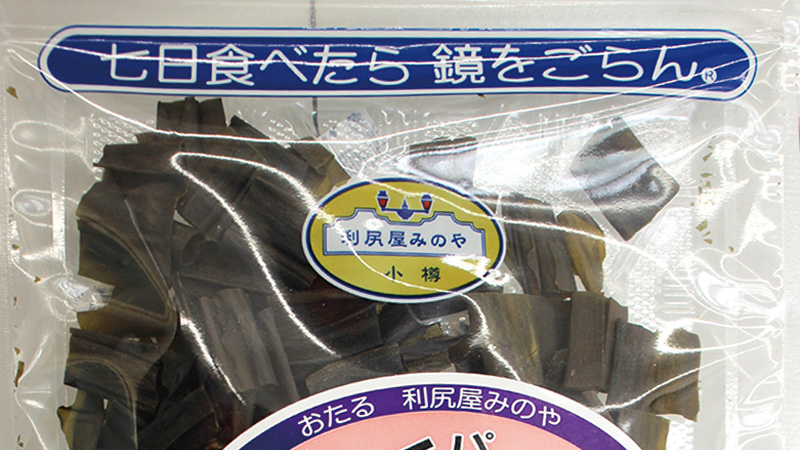 七日食べたら 鏡をごらん®
利尻屋みのや
小樽
おたる 利尻屋みのや